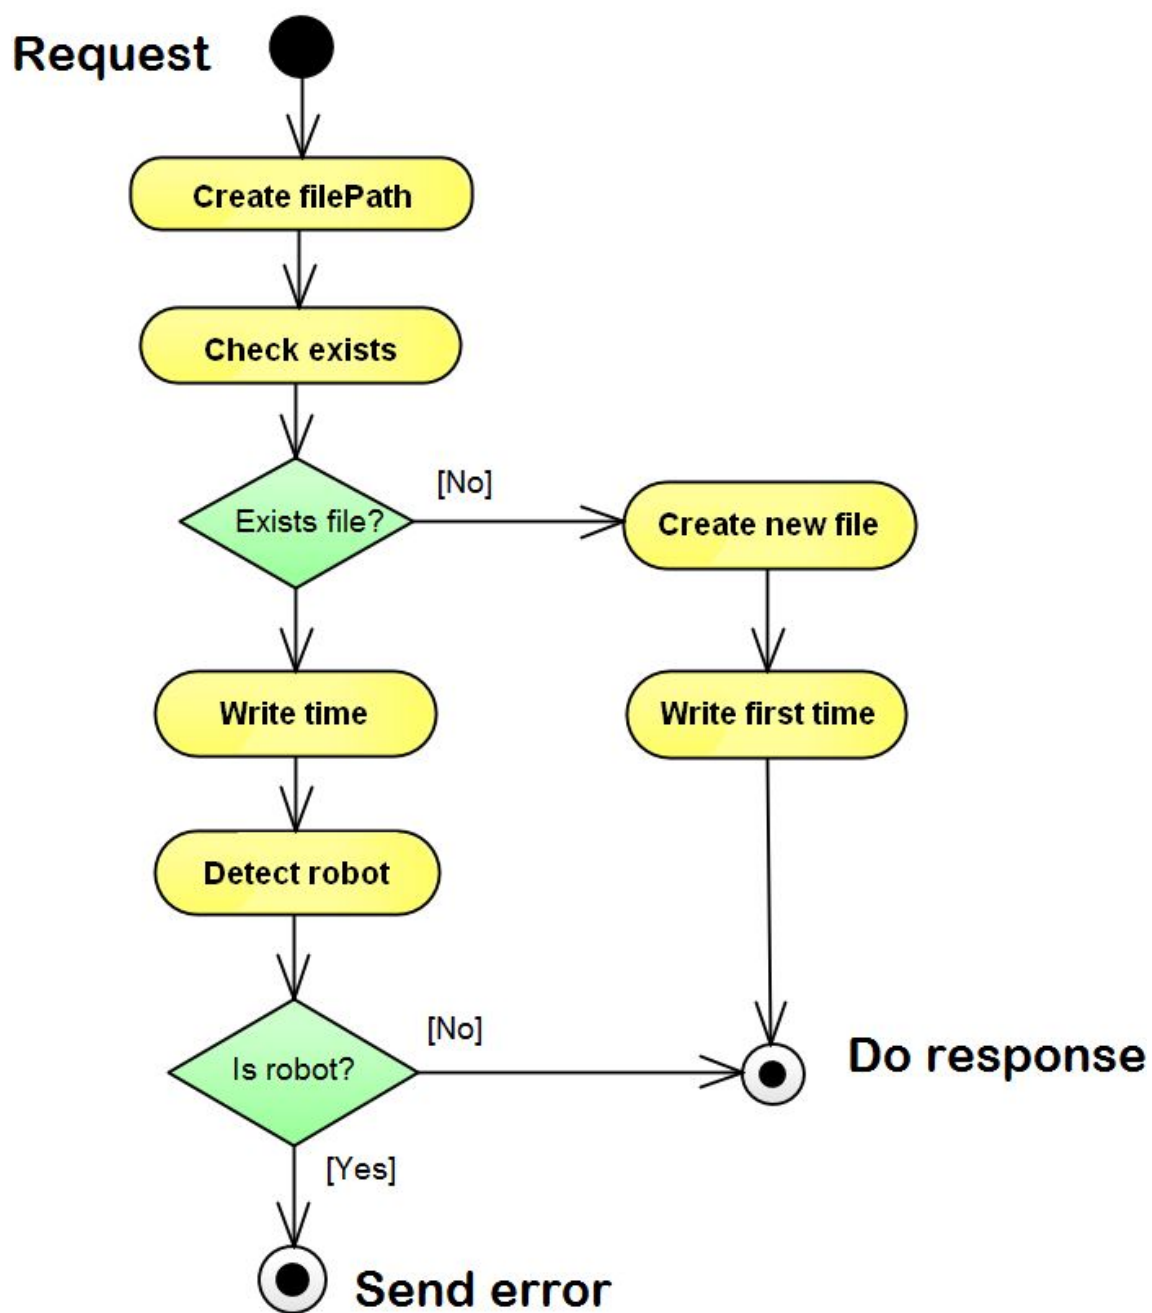 Request
Create filePath
Check exists
[No]
Exists file?
Create new file
Write time
Write first time
Detect robot
[No]
Is robot?
Do response
[Yes]
Send error